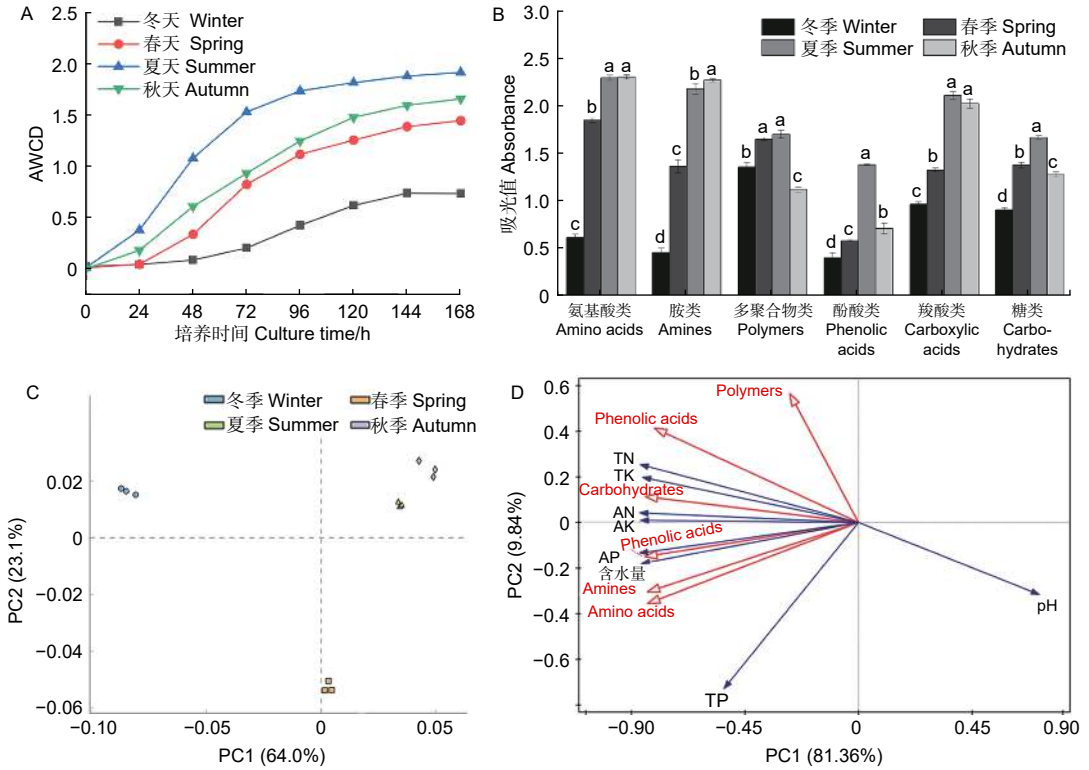 A
冬天 Winter
春天 Spring
夏天 Summer
秋天 Autumn
AWCD
2.5
2.0
1.5
1.0
0.5
0
0 24 48 72 96 120 144 168
培养时间 Culture time/h
B
冬季 Winter 春季 Spring
夏季 Summer 秋季 Autumn
吸光值 Absorbance
3.0
2.5
2.0
1.5
1.0
0.5
0
c b a a
d c b a
b a a c
d c a b
c b a a
d b a c
氨基酸类 胺类 多聚合物类 酚酸类 羧酸类 糖类
Amino acids Amines Polymers Phenolic Carboxylic Carbo-
acids acids hydrates
C
冬季 Winter 春季 Spring
夏季 Summer 秋季 Autumn
PC2 (23.1%)
0.02
0
−0.02
−0.04
−0.06
−0.10 −0.05 0 0.05
PC1 (64.0%)
D
PC2 (9.84%)
0.6
0.4
0.2
0
−0.2
−0.4
−0.6
Polymers
Phenolic acids
TN
TK
Carbohydrates
AN
AK
Phenolic acids
AP
含水量
Amines
Amino acids
TP
pH
−0.90 −0.45 0 0.45 0.90
PC1 (81.36%)